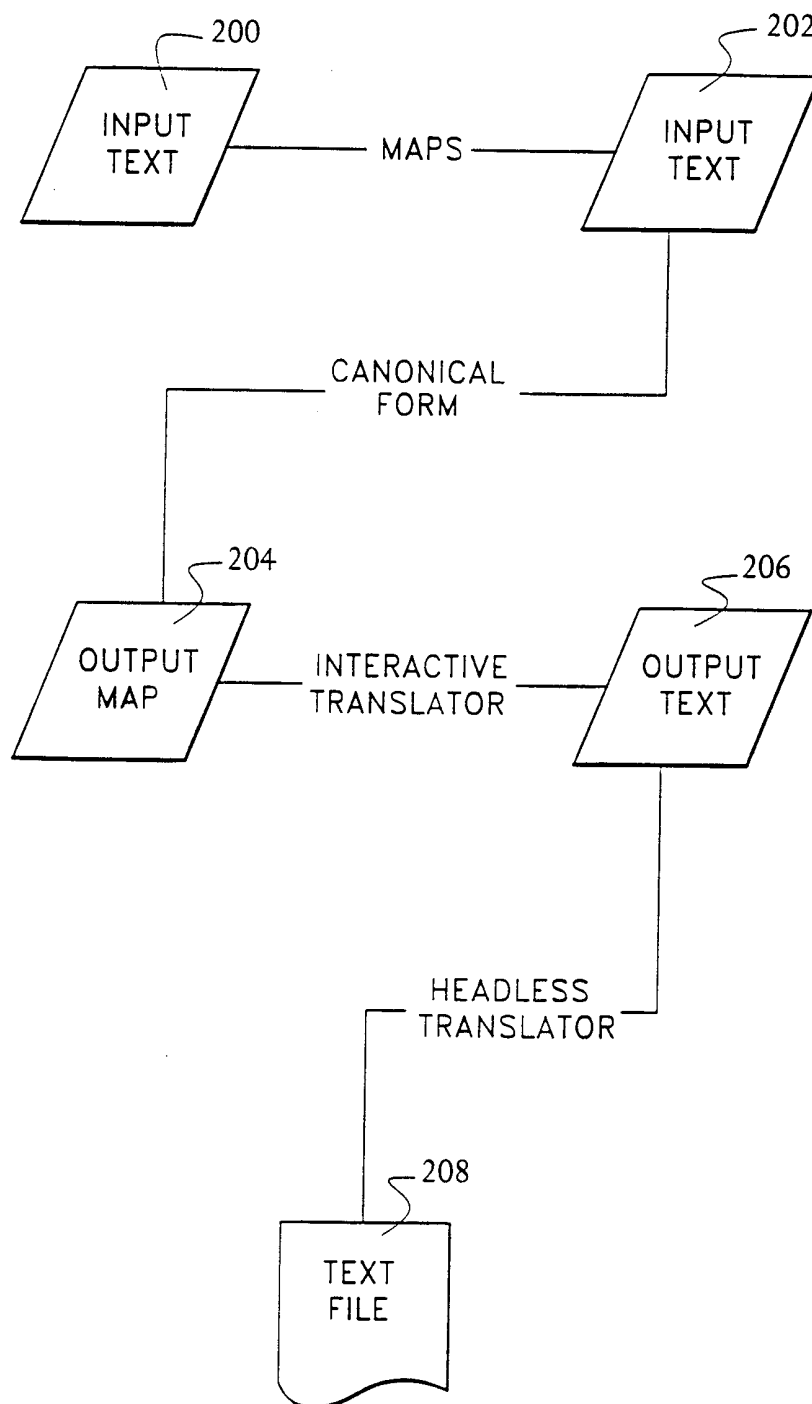 200
202
INPUT
TEXT
MAPS
INPUT
TEXT
CANONICAL
FORM
204
206
OUTPUT
MAP
INTERACTIVE
TRANSLATOR
OUTPUT
TEXT
HEADLESS
TRANSLATOR
208
TEXT
FILE